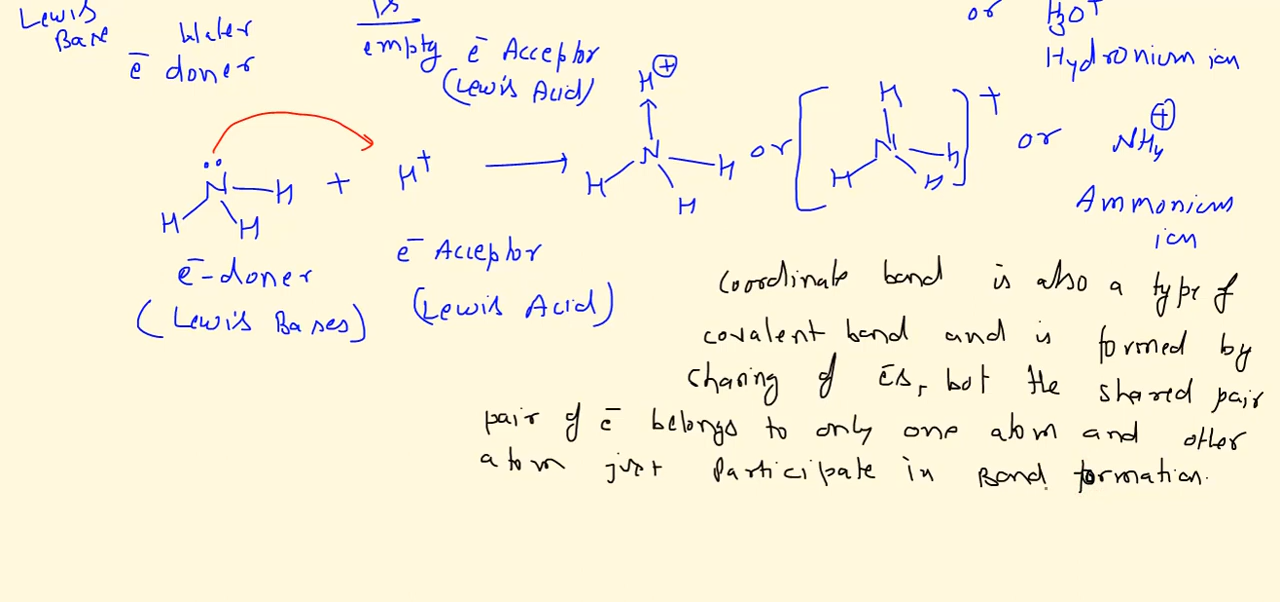 Lewis Base
Water
ē doner
1s
empty
ē Acceptor
(Lewis Acid)
or H₃O⁺
Hydronium ion
N̈ H H H + H⁺ ⟶ H⊕ ↑ N H H H or [H N H H H]⁺ or NH₄⊕
Ammonium
ion
ē-doner
(Lewis Bases)
ē Acceptor
(Lewis Acid)
Coordinate bond is also a type of
covalent bond and is formed by
sharing of ēs, but the shared pair
pair of ē belongs to only one atom and other
atom just Participate in Bond formation.